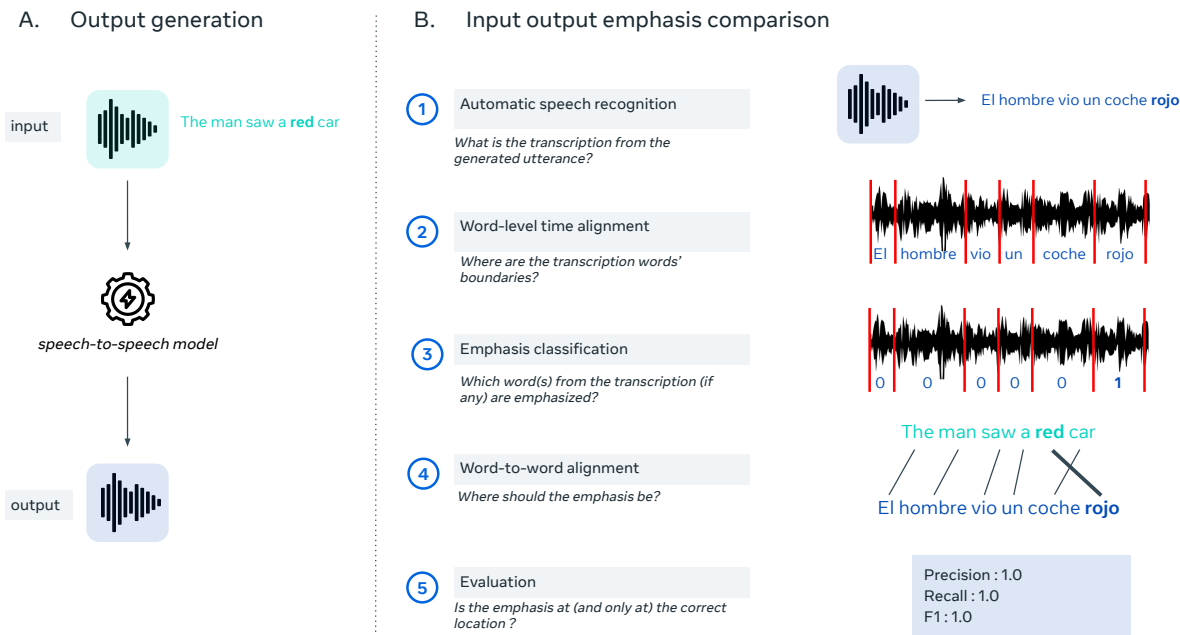 A. Output generation
input
The man saw a red car
speech-to-speech model
output
B. Input output emphasis comparison
1
Automatic speech recognition
What is the transcription from the
generated utterance?
El hombre vio un coche rojo
2
Word-level time alignment
Where are the transcription words'
boundaries?
El hombre vio un coche rojo
3
Emphasis classification
Which word(s) from the transcription (if
any) are emphasized?
0 0 0 0 0 1
4
Word-to-word alignment
Where should the emphasis be?
The man saw a red car
El hombre vio un coche rojo
5
Evaluation
Is the emphasis at (and only at) the correct
location ?
Precision : 1.0
Recall : 1.0
F1 : 1.0